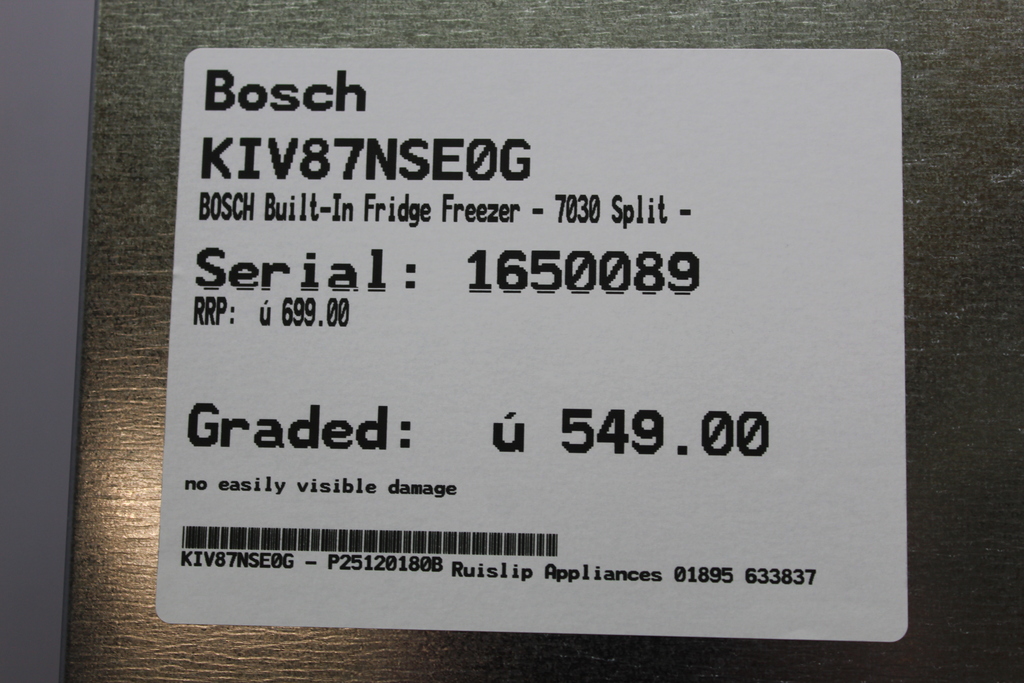 Bosch
KIV87NSE0G
BOSCH Built-In Fridge Freezer - 7030 Split -
Serial: 1650089
RRP: ú 699.00
Graded: ú 549.00
no easily visible damage
KIV87NSE0G - P25120180B Ruislip Appliances 01895 633837